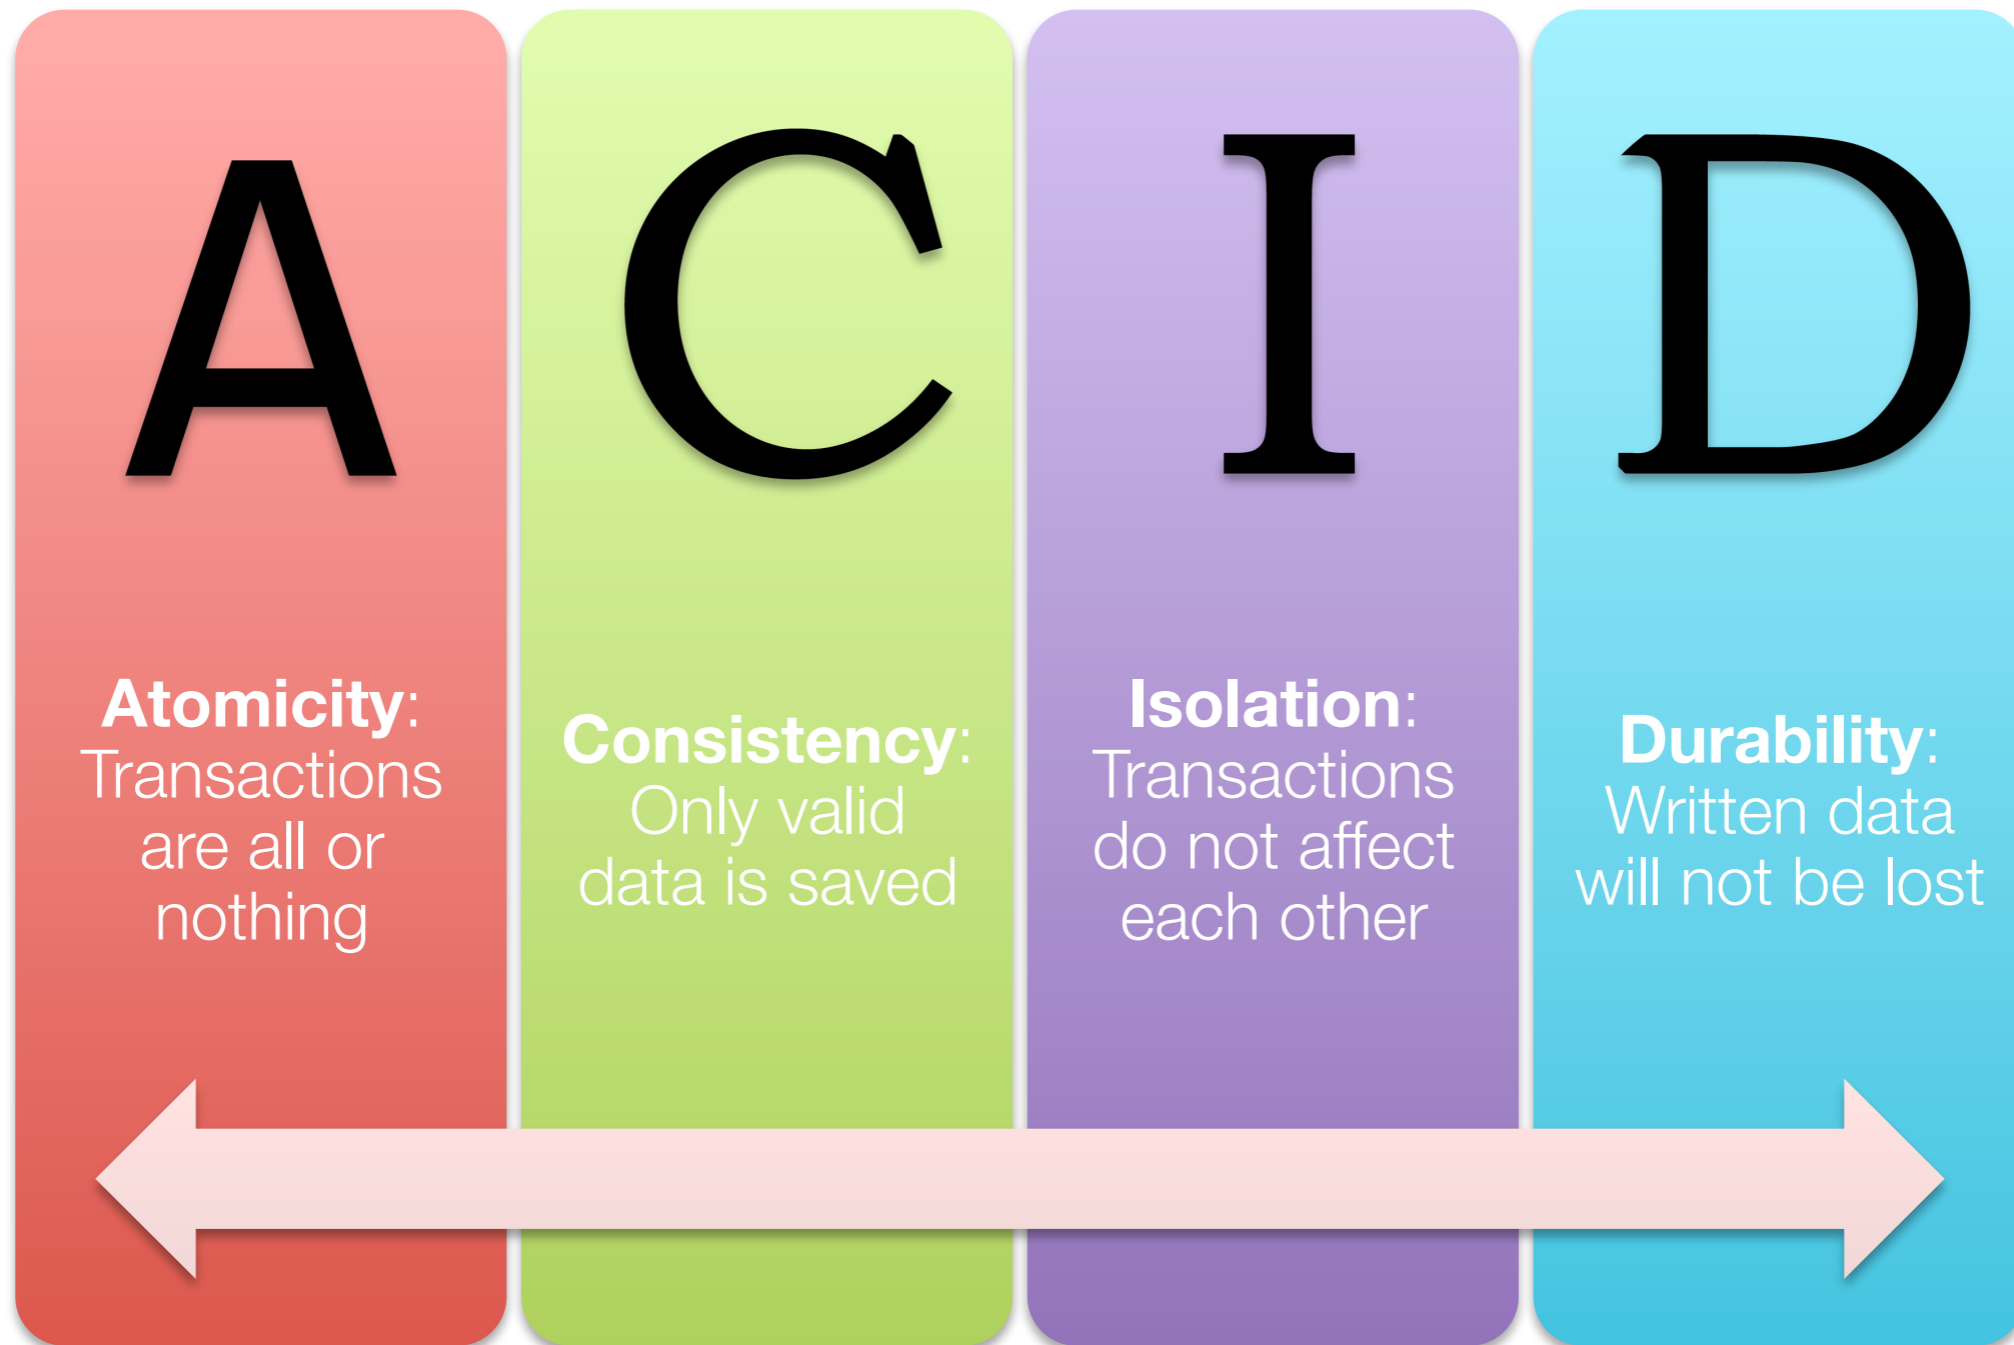 A
C
I
D
Atomicity:
Transactions
are all or
nothing
Consistency:
Only valid
data is saved
Isolation:
Transactions
do not affect
each other
Durability:
Written data
will not be lost